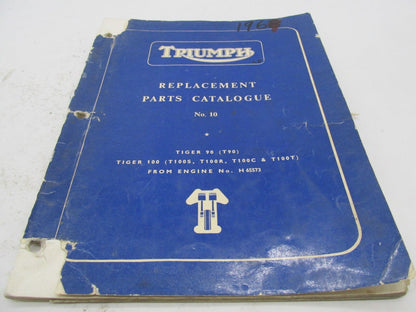 TRIUMPH
REPLACEMENT
PARTS CATALOGUE
No. 10
TIGER 90 (T90)
TIGER 100 (T100S, T100R, T100C & T100T)
FROM ENGINE No. H 65573